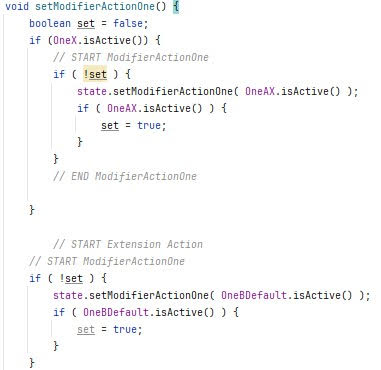 void setModifierActionOne() {
boolean set = false;
if (OneX.isActive()) {
// START ModifierActionOne
if ( !set ) {
state.setModifierActionOne( OneAX.isActive() );
if ( OneAX.isActive() ) {
set = true;
}
}
// END ModifierActionOne
}
// START Extension Action
// START ModifierActionOne
if ( !set ) {
state.setModifierActionOne( OneBDefault.isActive() );
if ( OneBDefault.isActive() ) {
set = true;
}
}